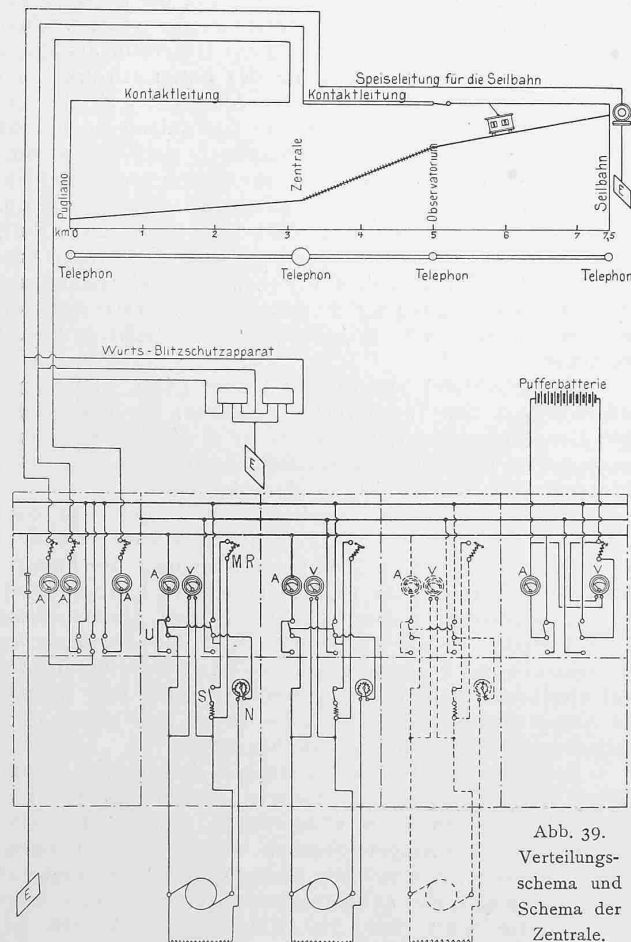 Speiseleitung für die Seilbahn
Kontaktleitung
Kontaktleitung
Pugliano
Zentrale
Observatorium
Seilbahn
E
km 0 1 2 3 4 5 6 7 7,5
Telephon Telephon Telephon Telephon
Wurts-Blitzschutzapparat
Pufferbatterie
E
M R
A A A A V A V A V A V
U
S N
E
Abb. 39.
Verteilungs-
schema und
Schema der
Zentrale.